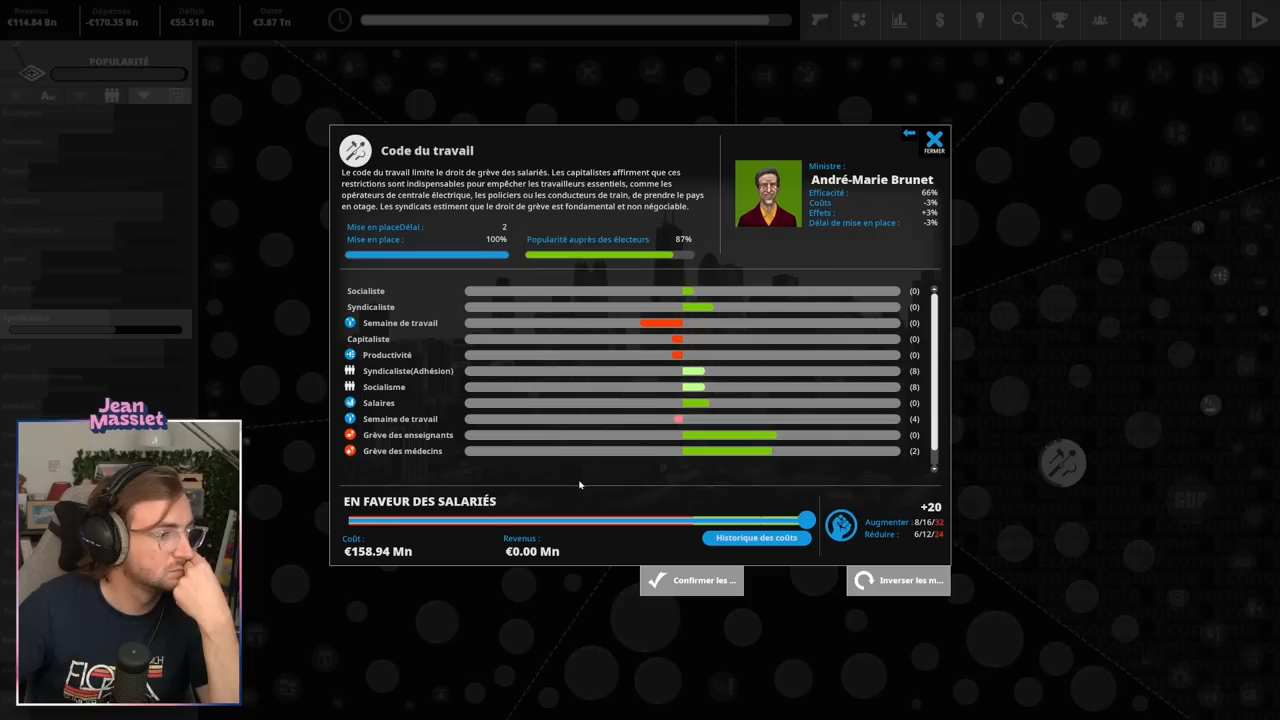 Revenus
Dépenses
Déficit
Dette
€114.84 Bn
-€170.35 Bn
€55.51 Bn
€3.87 Tn
POPULARITÉ
Code du travail
Le code du travail limite le droit de grève des salariés. Les capitalistes affirment que ces
restrictions sont indispensables pour empêcher les travailleurs essentiels, comme les
opérateurs de centrale électrique, les policiers ou les conducteurs de train, de prendre le pays
en otage. Les syndicats estiment que le droit de grève est fondamental et non négociable.
Mise en placeDélai : 2
Mise en place : 100%
Popularité auprès des électeurs 87%
FERMER
Ministre :
André-Marie Brunet
Efficacité : 66%
Coûts -3%
Effets : +3%
Délai de mise en place : -3%
Socialiste (0)
Syndicaliste (0)
Semaine de travail (0)
Capitaliste (0)
Productivité (0)
Syndicaliste(Adhésion) (8)
Socialisme (8)
Salaires (0)
Semaine de travail (4)
Grève des enseignants (0)
Grève des médecins (2)
EN FAVEUR DES SALARIÉS
+20
Augmenter : 8/16/32
Réduire : 6/12/24
Coût :
€158.94 Mn
Revenus :
€0.00 Mn
Historique des coûts
Confirmer les ...
Inverser les m...
Jean
Massiet
GDP